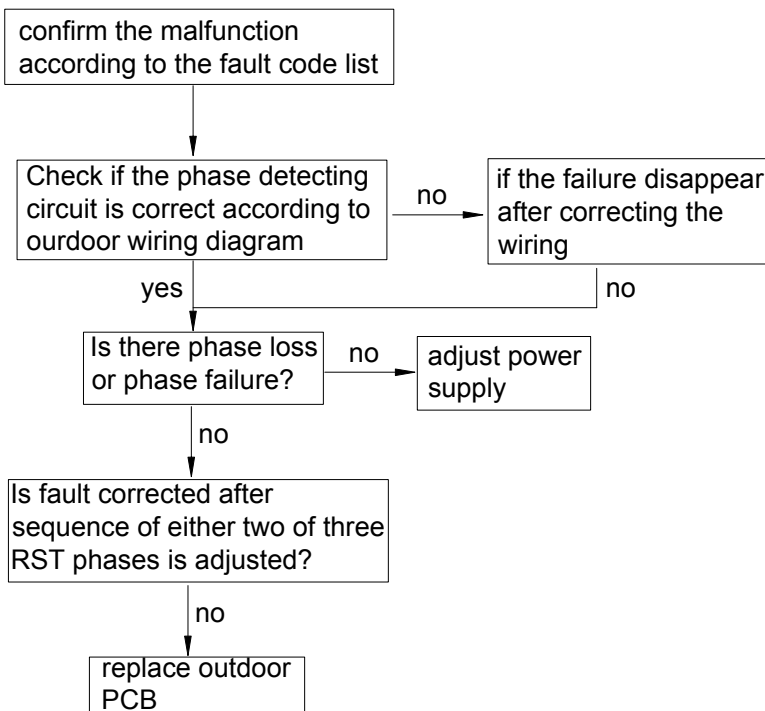 confirm the malfunction
according to the fault code list
Check if the phase detecting
circuit is correct according to
ourdoor wiring diagram
no
if the failure disappear
after correcting the
wiring
yes
no
Is there phase loss
or phase failure?
no
adjust power
supply
no
Is fault corrected after
sequence of either two of three
RST phases is adjusted?
no
replace outdoor
PCB